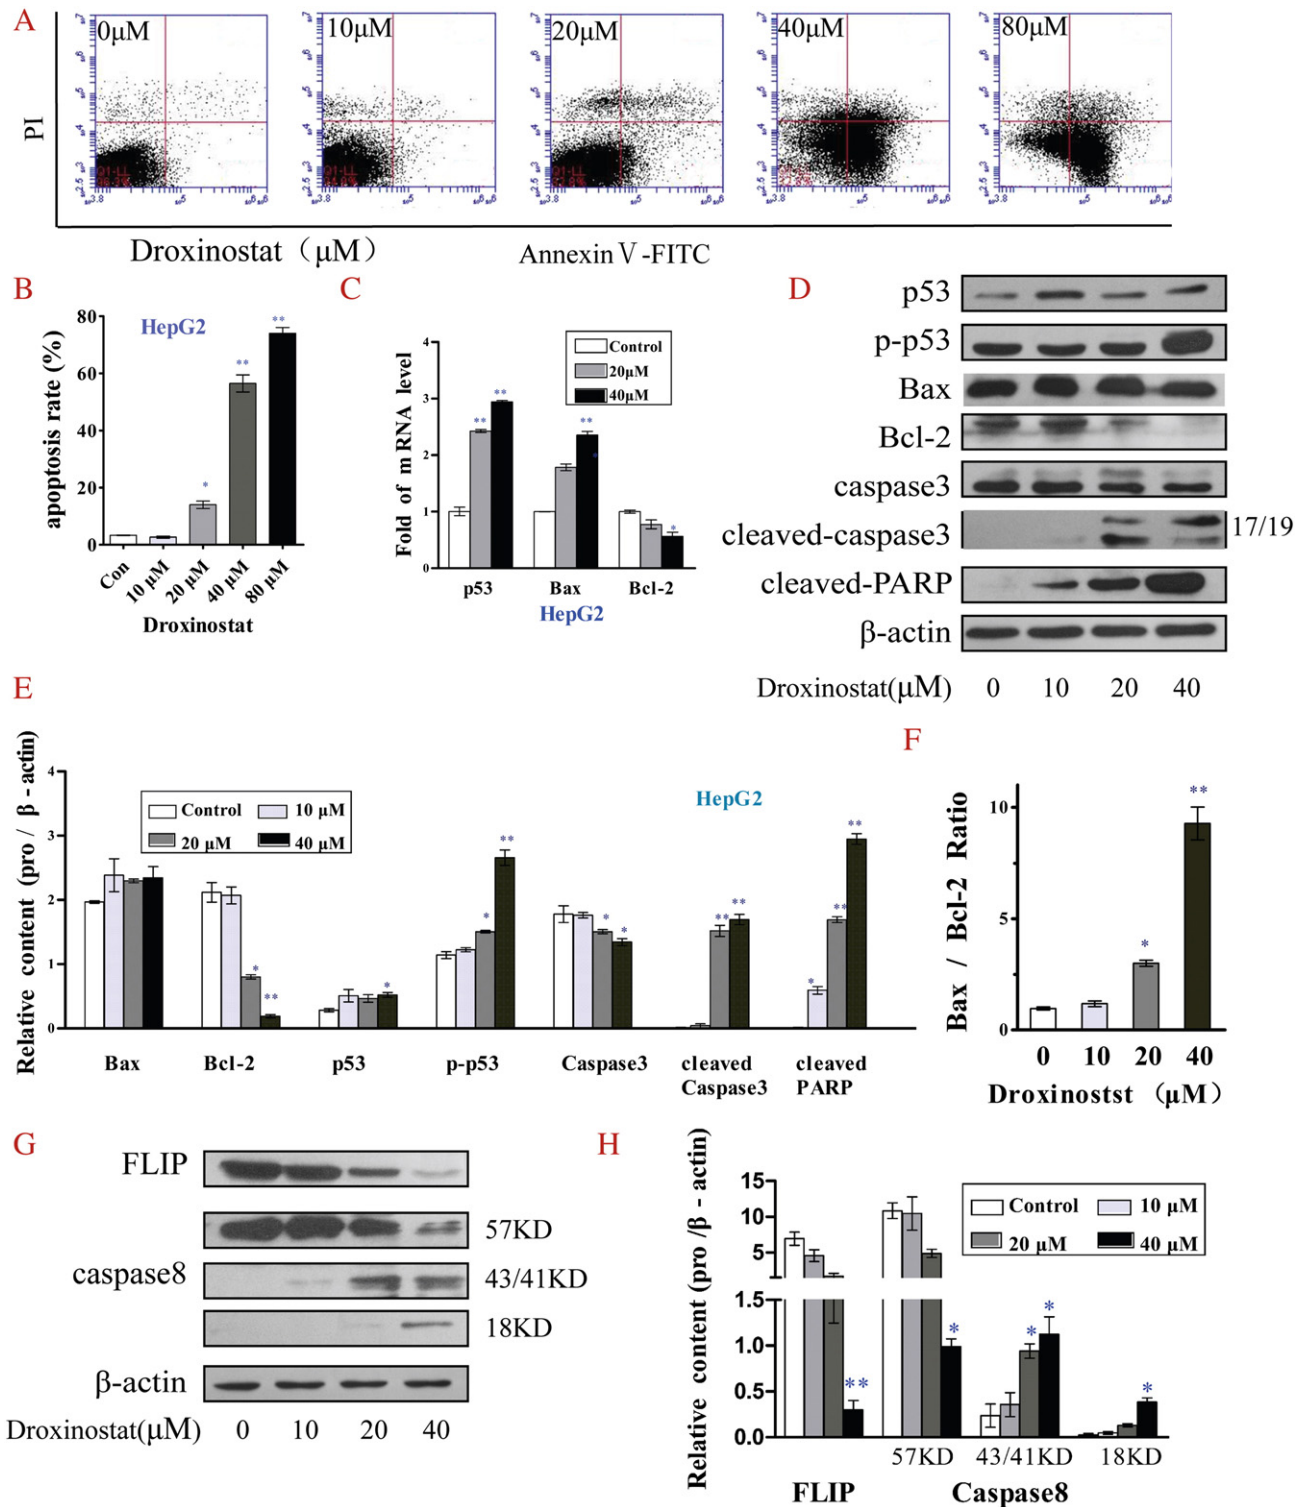 A
0μM
10μM
20μM
40μM
80μM
PI
Droxinostat (μM)
Annexin V -FITC
B
HepG2
apoptosis rate (%)
80
60
40
20
0
**
**
*
Con
10 μM
20 μM
40 μM
80 μM
Droxinostat
C
Fold of mRNA level
4
3
2
1
0
Control
20μM
40μM
**
**
**
*
*
p53
Bax
Bcl-2
HepG2
D
p53
p-p53
Bax
Bcl-2
caspase3
cleaved-caspase3
17/19
cleaved-PARP
β-actin
Droxinostat(μM)
0
10
20
40
E
Relative content (pro / β -actin)
4
3
2
1
0
Control
10 μM
20 μM
40 μM
HepG2
*
**
*
*
**
*
*
**
**
*
**
**
Bax
Bcl-2
p53
p-p53
Caspase3
cleaved
Caspase3
cleaved
PARP
F
Bax / Bcl-2 Ratio
10
5
0
*
**
0
10
20
40
Droxinostst (μM)
G
FLIP
57KD
caspase8
43/41KD
18KD
β-actin
Droxinostat(μM)
0
10
20
40
H
Relative content (pro /β - actin)
15
10
5
1.5
1.0
0.5
0.0
Control
10 μM
20 μM
40 μM
**
*
*
*
*
57KD
43/41KD
18KD
FLIP
Caspase8